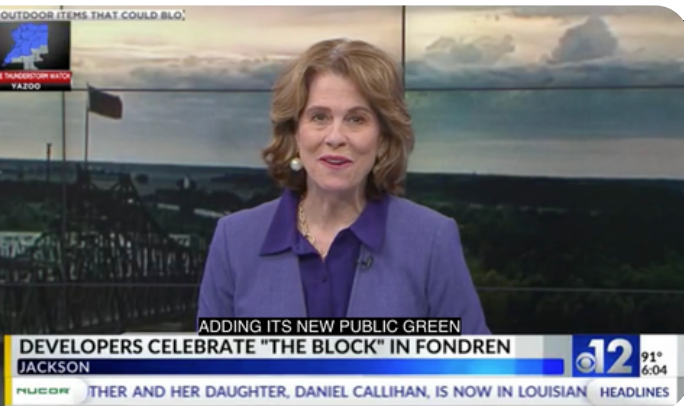 OUTDOOR ITEMS THAT COULD BLO
THUNDERSTORM WATCH
YAZOO
ADDING ITS NEW PUBLIC GREEN
DEVELOPERS CELEBRATE "THE BLOCK" IN FONDREN
JACKSON
12
91°
6:04
NUCOR
THER AND HER DAUGHTER, DANIEL CALLIHAN, IS NOW IN LOUISIAN
HEADLINES